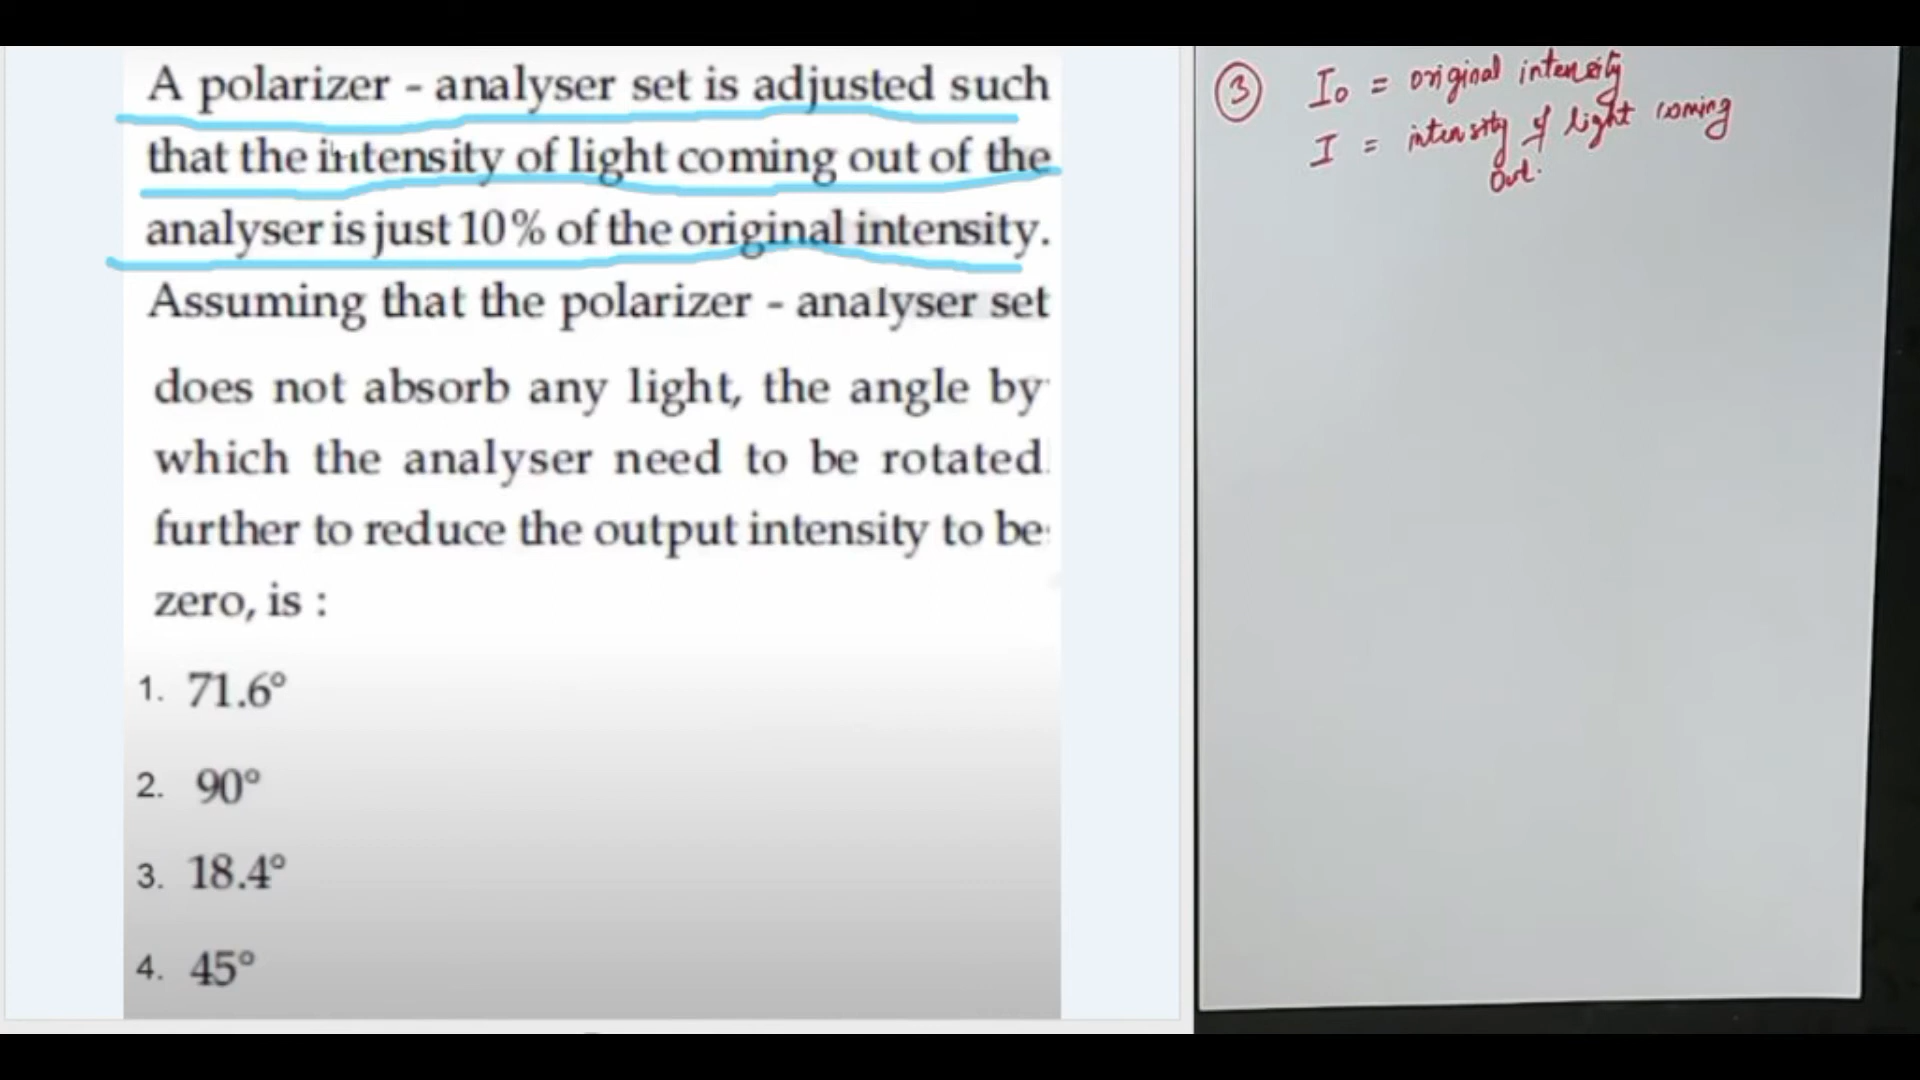 A polarizer - analyser set is adjusted such
that the intensity of light coming out of the
analyser is just 10% of the original intensity.
Assuming that the polarizer - analyser set
does not absorb any light, the angle by
which the analyser need to be rotated
further to reduce the output intensity to be
zero, is :
1. 71.6°
2. 90°
3. 18.4°
4. 45°
3 I₀ = original intensity
I = intensity of light coming
out.